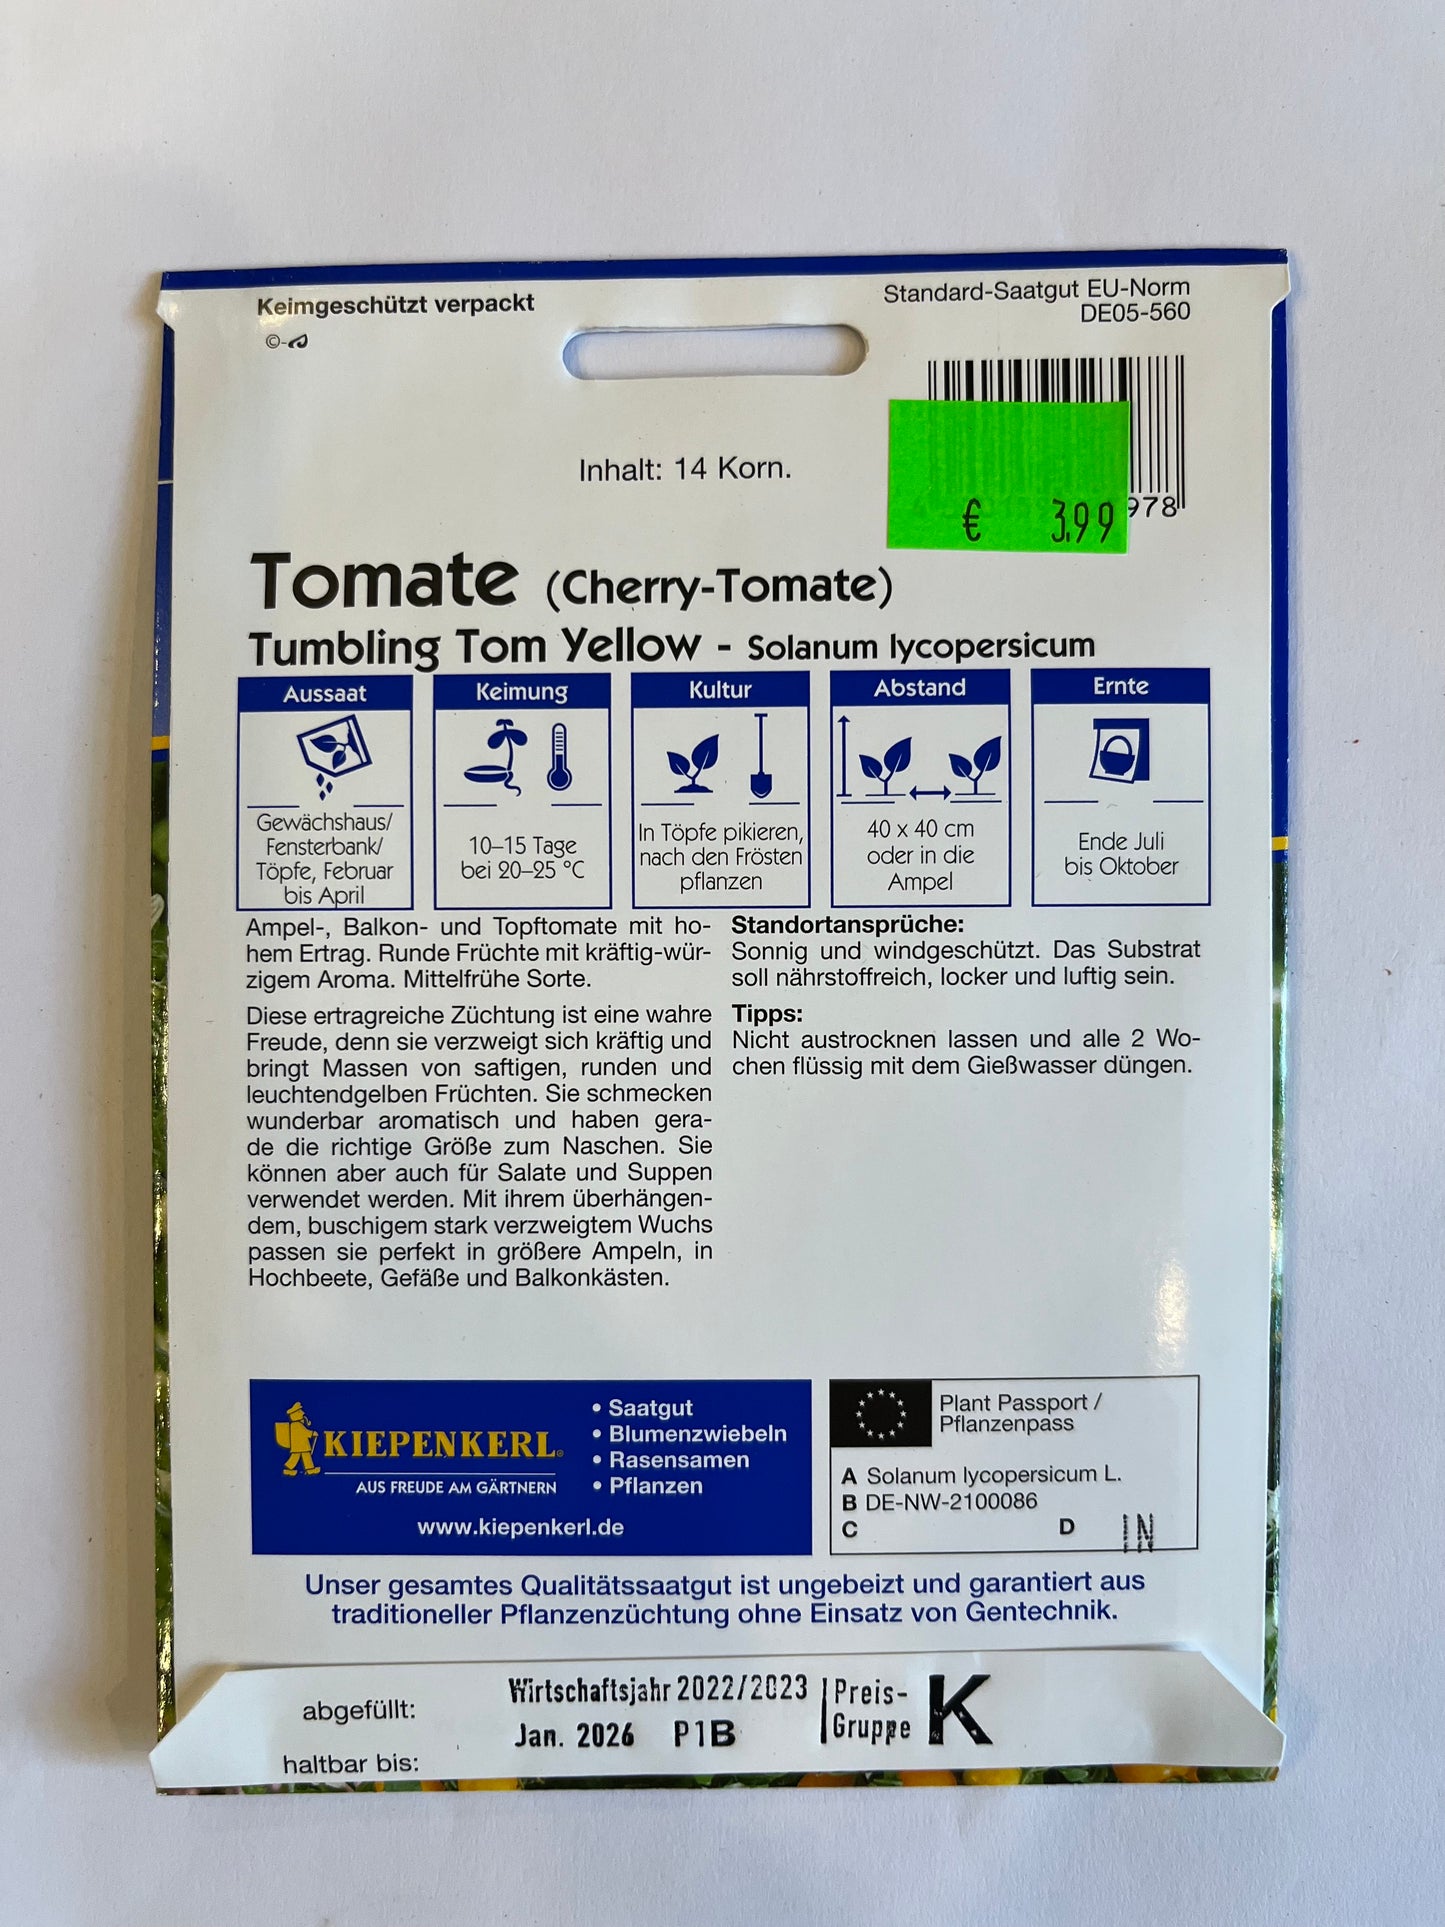 Keimgeschützt verpackt
Standard-Saatgut EU-Norm
DE05-560
©-
Inhalt: 14 Korn.
978
€ 3.99
Tomate (Cherry-Tomate)
Tumbling Tom Yellow - Solanum lycopersicum
Aussaat
Gewächshaus/
Fensterbank/
Töpfe, Februar
bis April
Keimung
10–15 Tage
bei 20–25 °C
Kultur
In Töpfe pikieren,
nach den Frösten
pflanzen
Abstand
40 x 40 cm
oder in die
Ampel
Ernte
Ende Juli
bis Oktober
Ampel-, Balkon- und Topftomate mit ho-
hem Ertrag. Runde Früchte mit kräftig-wür-
zigem Aroma. Mittelfrühe Sorte.
Diese ertragreiche Züchtung ist eine wahre
Freude, denn sie verzweigt sich kräftig und
bringt Massen von saftigen, runden und
leuchtendgelben Früchten. Sie schmecken
wunderbar aromatisch und haben gera-
de die richtige Größe zum Naschen. Sie
können aber auch für Salate und Suppen
verwendet werden. Mit ihrem überhängen-
dem, buschigem stark verzweigtem Wuchs
passen sie perfekt in größere Ampeln, in
Hochbeete, Gefäße und Balkonkästen.
Standortansprüche:
Sonnig und windgeschützt. Das Substrat
soll nährstoffreich, locker und luftig sein.
Tipps:
Nicht austrocknen lassen und alle 2 Wo-
chen flüssig mit dem Gießwasser düngen.
KIEPENKERL®
AUS FREUDE AM GÄRTNERN
• Saatgut
• Blumenzwiebeln
• Rasensamen
• Pflanzen
www.kiepenkerl.de
Plant Passport /
Pflanzenpass
A Solanum lycopersicum L.
B DE-NW-2100086
C D IN
Unser gesamtes Qualitätssaatgut ist ungebeizt und garantiert aus
traditioneller Pflanzenzüchtung ohne Einsatz von Gentechnik.
abgefüllt: Wirtschaftsjahr 2022/2023
haltbar bis: Jan. 2026 P1B
Preis-
Gruppe K